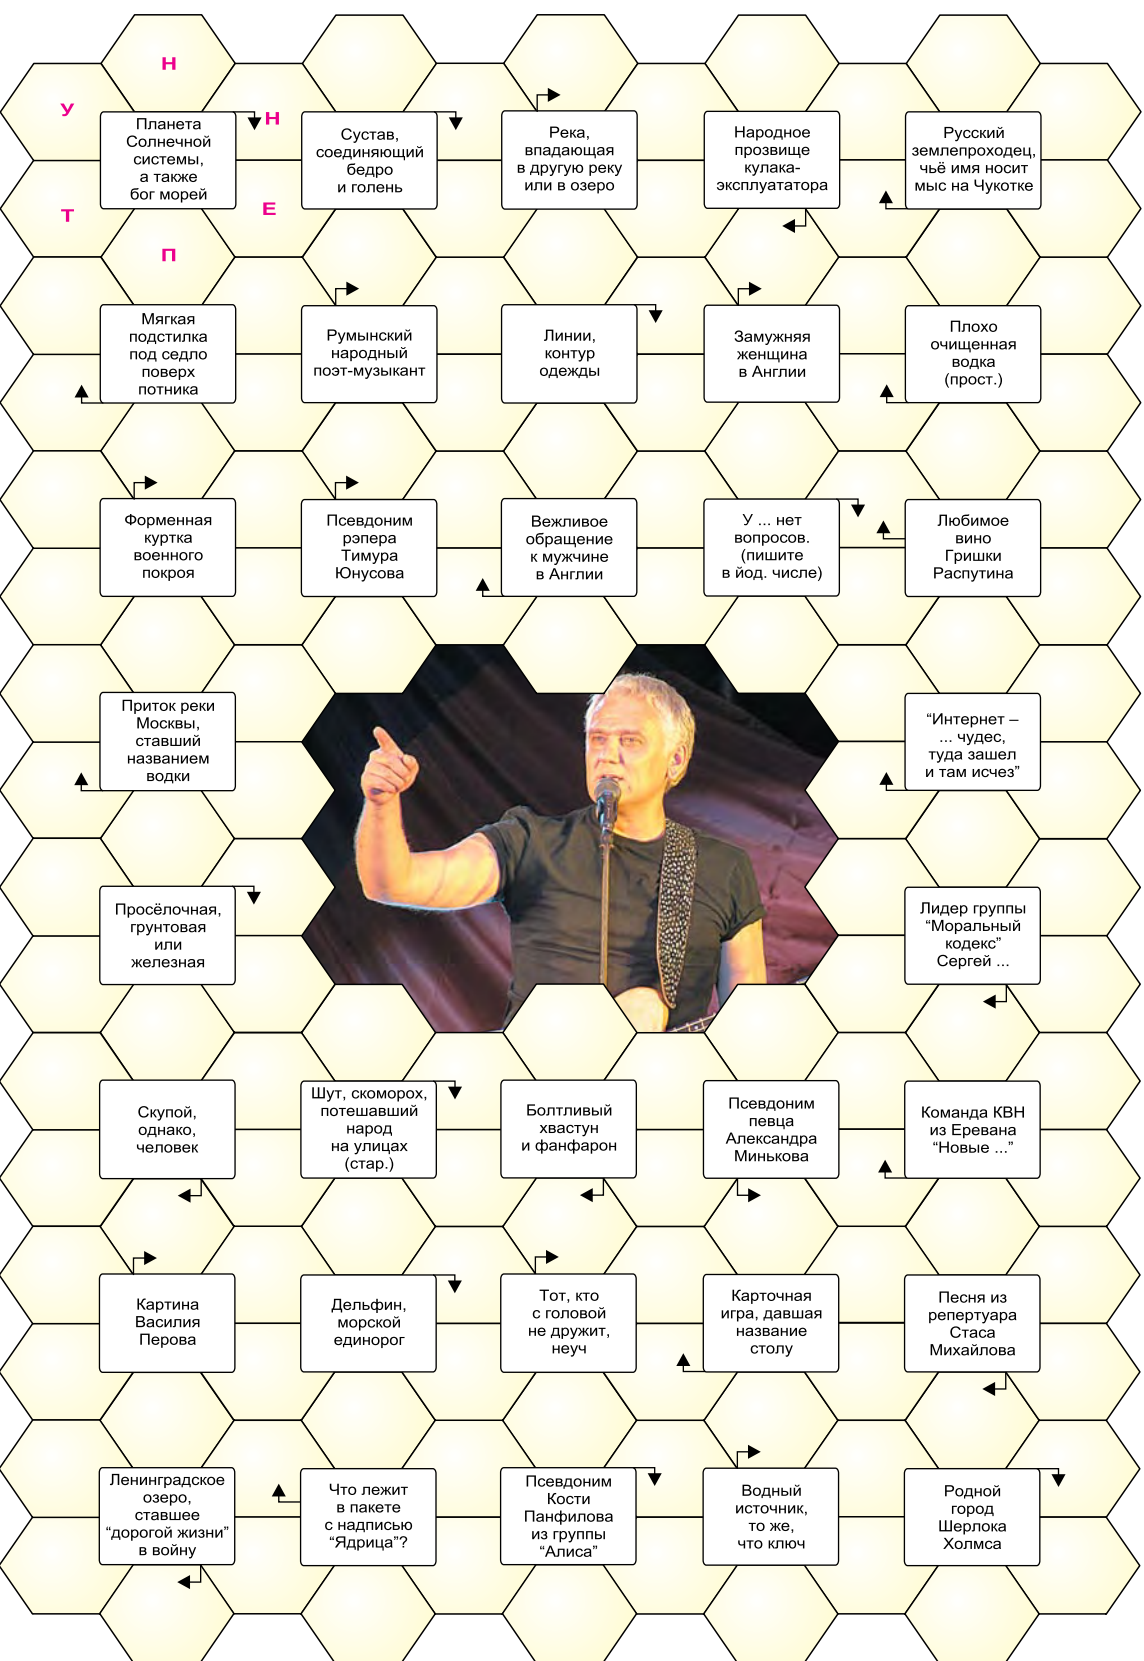 Н
У
Н
Т
Е
П
Планета
Солнечной
системы,
а также
бог морей
Сустав,
соединяющий
бедро
и голень
Река,
впадающая
в другую реку
или в озеро
Народное
прозвище
кулака-
эксплуататора
Русский
землепроходец,
чьё имя носит
мыс на Чукотке
Мягкая
подстилка
под седло
поверх
потника
Румынский
народный
поэт-музыкант
Линии,
контур
одежды
Замужняя
женщина
в Англии
Плохо
очищенная
водка
(прост.)
Форменная
куртка
военного
покроя
Псевдоним
рэпера
Тимура
Юнусова
Вежливое
обращение
к мужчине
в Англии
У ... нет
вопросов.
(пишите
в йод. числе)
Любимое
вино
Гришки
Распутина
Приток реки
Москвы,
ставший
названием
водки
“Интернет –
... чудес,
туда зашел
и там исчез”
Просёлочная,
грунтовая
или
железная
Лидер группы
“Моральный
кодекс”
Сергей ...
Скупой,
однако,
человек
Шут, скоморох,
потешавший
народ
на улицах
(стар.)
Болтливый
хвастун
и фанфарон
Псевдоним
певца
Александра
Минькова
Команда КВН
из Еревана
“Новые ...”
Картина
Василия
Перова
Дельфин,
морской
единорог
Тот, кто
с головой
не дружит,
неуч
Карточная
игра, давшая
название
столу
Песня из
репертуара
Стаса
Михайлова
Ленинградское
озеро,
ставшее
“дорогой жизни”
в войну
Что лежит
в пакете
с надписью
“Ядрица”?
Псевдоним
Кости
Панфилова
из группы
“Алиса”
Водный
источник,
то же,
что ключ
Родной
город
Шерлока
Холмса